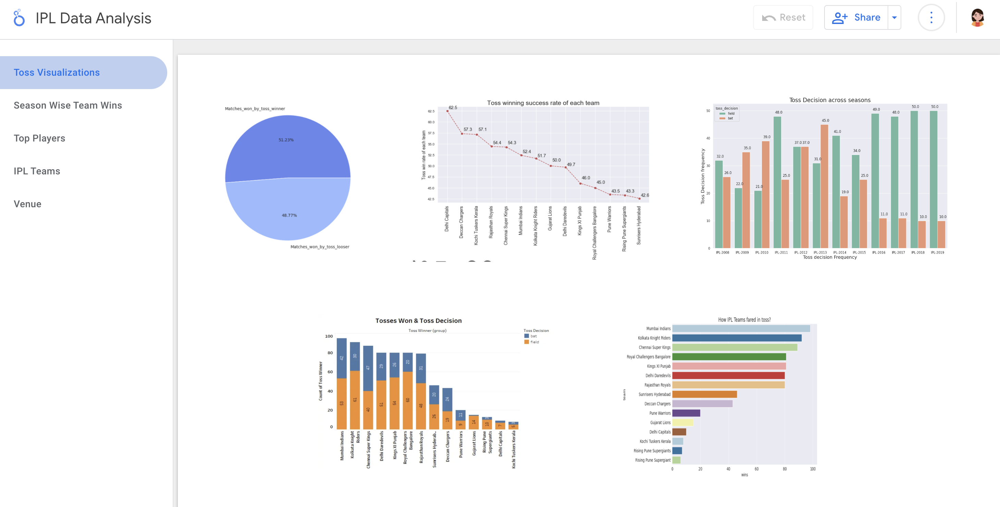 IPL Data Analysis
Reset
Share
Toss Visualizations
Season Wise Team Wins
Top Players
IPL Teams
Venue
Matches_won_by_toss_winner
51.23%
48.77%
Matches_won_by_toss_looser
Toss winning success rate of each team
Toss win rate of each team
62.5
60.0
57.5
55.0
52.5
50.0
47.5
45.0
42.5
62.5
57.3
57.1
54.4
54.3
52.4
51.7
50.0
49.7
46.0
45.0
43.5
43.3
42.6
Delhi Capitals
Deccan Chargers
Kochi Tuskers Kerala
Rajasthan Royals
Chennai Super Kings
Mumbai Indians
Kolkata Knight Riders
Gujarat Lions
Delhi Daredevils
Kings XI Punjab
Royal Challengers Bangalore
Pune Warriors
Rising Pune Supergiants
Sunrisers Hyderabad
Toss Decision across seasons
toss_decision
field
bat
Toss Decision frequency
50
40
30
20
10
0
32.0
26.0
22.0
35.0
21.0
39.0
48.0
25.0
37.0
37.0
31.0
45.0
41.0
19.0
34.0
25.0
49.0
11.0
48.0
11.0
50.0
10.0
50.0
10.0
IPL-2008
IPL-2009
IPL-2010
IPL-2011
IPL-2012
IPL-2013
IPL-2014
IPL-2015
IPL-2016
IPL-2017
IPL-2018
IPL-2019
Toss decision Frequency
Tosses Won & Toss Decision
Toss Winner (group)
Toss Decision
bat
field
Count of Toss Winner
100
80
60
40
20
0
42
53
30
61
47
40
29
51
26
54
20
60
31
48
20
26
24
19
11
9
14
3
10
7
3
5
Mumbai Indians
Kolkata Knight
Riders
Chennai Super Kings
Delhi Daredevils
Kings XI Punjab
Royal Challengers
Bangalore
Rajasthan Royals
Sunrisers Hyderab..
Deccan Chargers
Pune Warriors
Gujarat Lions
Rising Pune
Supergiants
Delhi Capitals
Kochi Tuskers Kerala
How IPL Teams fared in toss?
team
Mumbai Indians
Kolkata Knight Riders
Chennai Super Kings
Royal Challengers Bangalore
Kings XI Punjab
Delhi Daredevils
Rajasthan Royals
Sunrisers Hyderabad
Deccan Chargers
Pune Warriors
Gujarat Lions
Delhi Capitals
Kochi Tuskers Kerala
Rising Pune Supergiants
Rising Pune Supergiant
0
20
40
60
80
100
wins